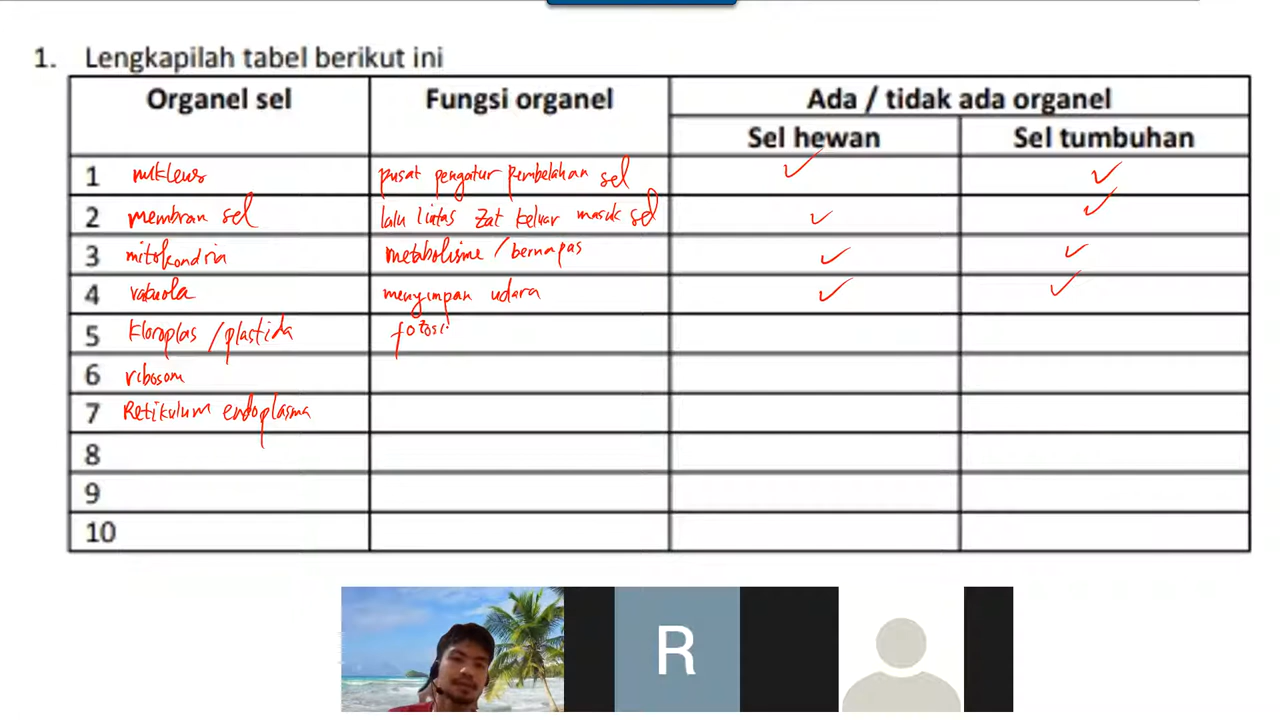 1. Lengkapilah tabel berikut ini
Organel sel Fungsi organel Ada / tidak ada organel
Sel hewan Sel tumbuhan
1 nukleus pusat pengatur pembelahan sel ✓ ✓
2 membran sel lalu lintas zat keluar masuk sel ✓ ✓
3 mitokondria metabolisme / bernapas ✓ ✓
4 vakuola menyimpan udara ✓ ✓
5 kloroplas / plastida fotosi
6 ribosom
7 Retikulum endoplasma
8
9
10
R